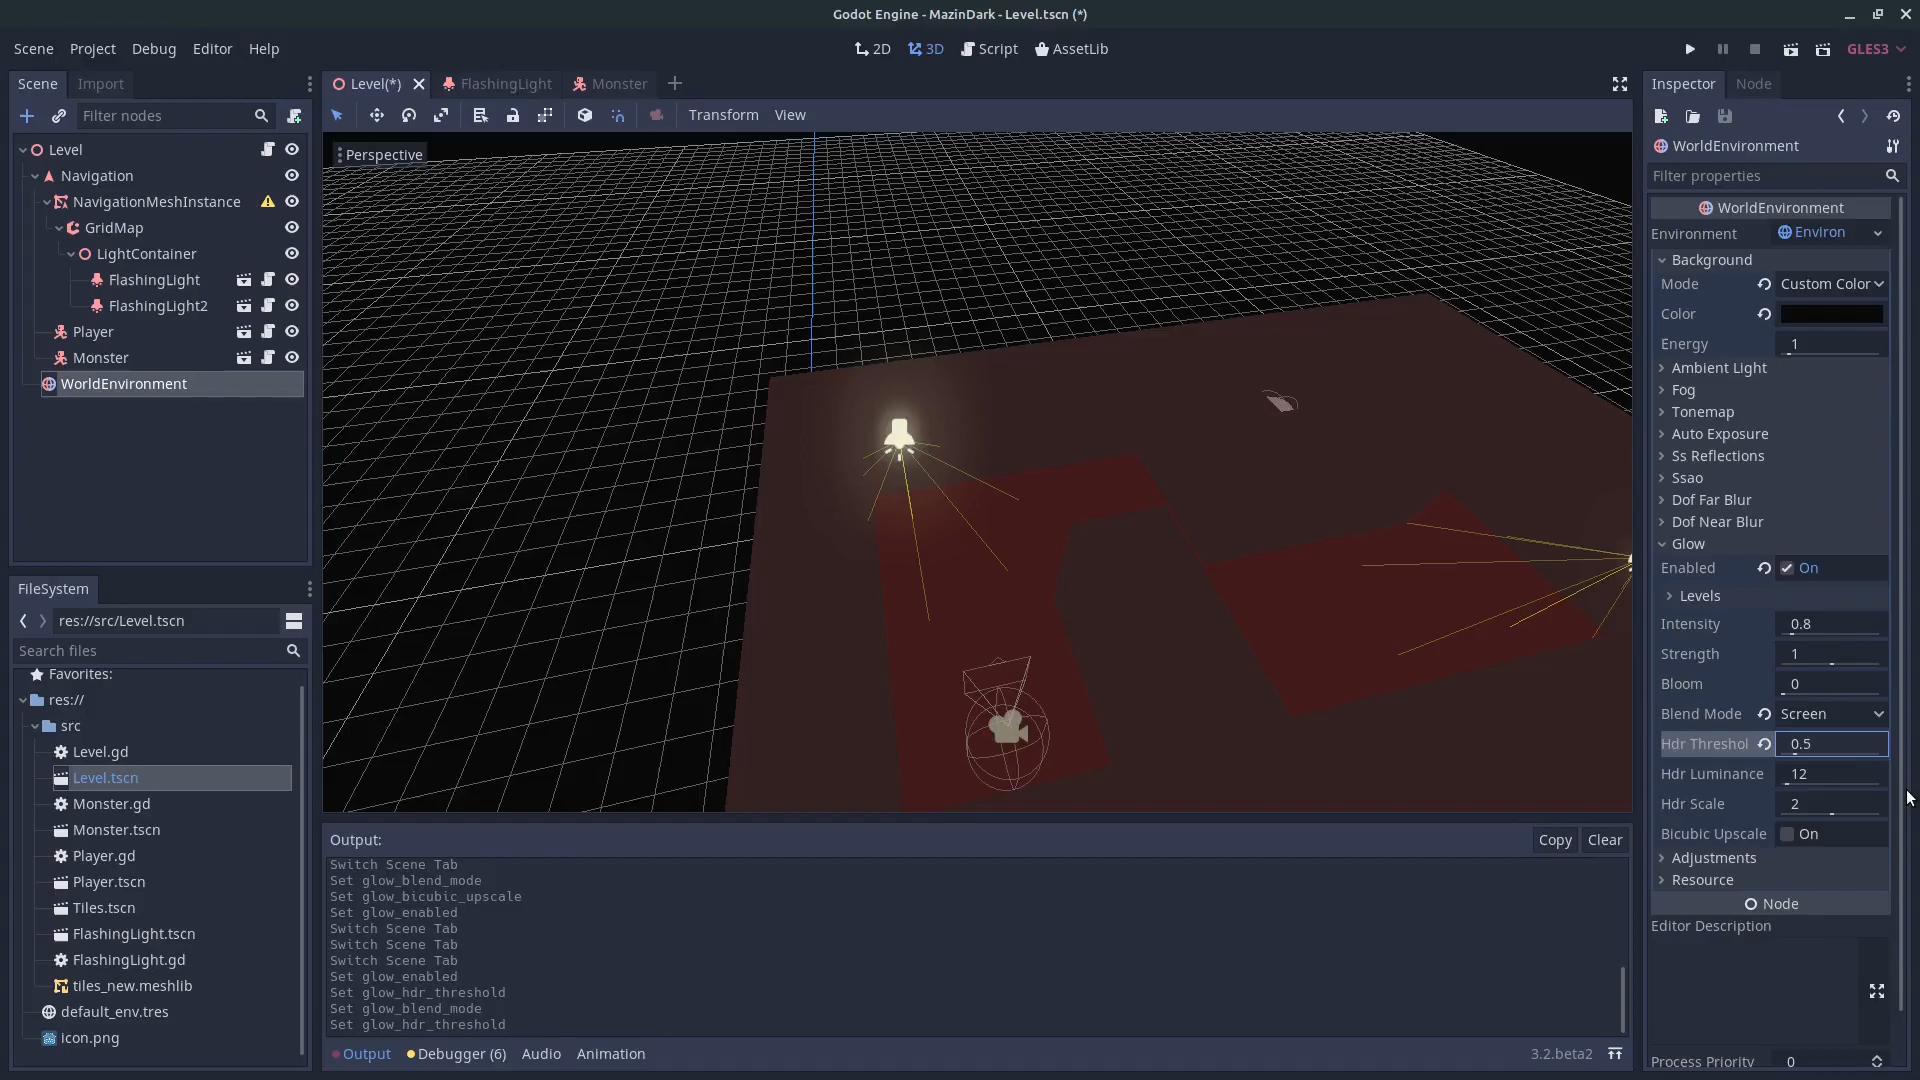 Godot Engine - MazinDark - Level.tscn (*)
Scene Project Debug Editor Help
2D 3D Script AssetLib
GLES3
Scene Import
Filter nodes
Level
Navigation
NavigationMeshInstance
GridMap
LightContainer
FlashingLight
FlashingLight2
Player
Monster
WorldEnvironment
FileSystem
res://src/Level.tscn
Search files
Favorites:
res://
src
Level.gd
Level.tscn
Monster.gd
Monster.tscn
Player.gd
Player.tscn
Tiles.tscn
FlashingLight.tscn
FlashingLight.gd
tiles_new.meshlib
default_env.tres
icon.png
Level(*) FlashingLight Monster
Transform View
Perspective
Output:
Copy Clear
Switch Scene Tab
Set glow_blend_mode
Set glow_bicubic_upscale
Set glow_enabled
Switch Scene Tab
Switch Scene Tab
Switch Scene Tab
Set glow_enabled
Set glow_hdr_threshold
Set glow_blend_mode
Set glow_hdr_threshold
Output Debugger (6) Audio Animation
3.2.beta2
Inspector Node
WorldEnvironment
Filter properties
WorldEnvironment
Environment Environ
Background
Mode Custom Color
Color
Energy 1
Ambient Light
Fog
Tonemap
Auto Exposure
Ss Reflections
Ssao
Dof Far Blur
Dof Near Blur
Glow
Enabled On
Levels
Intensity 0.8
Strength 1
Bloom 0
Blend Mode Screen
Hdr Threshol 0.5
Hdr Luminance 12
Hdr Scale 2
Bicubic Upscale On
Adjustments
Resource
Node
Editor Description
Process Priority 0